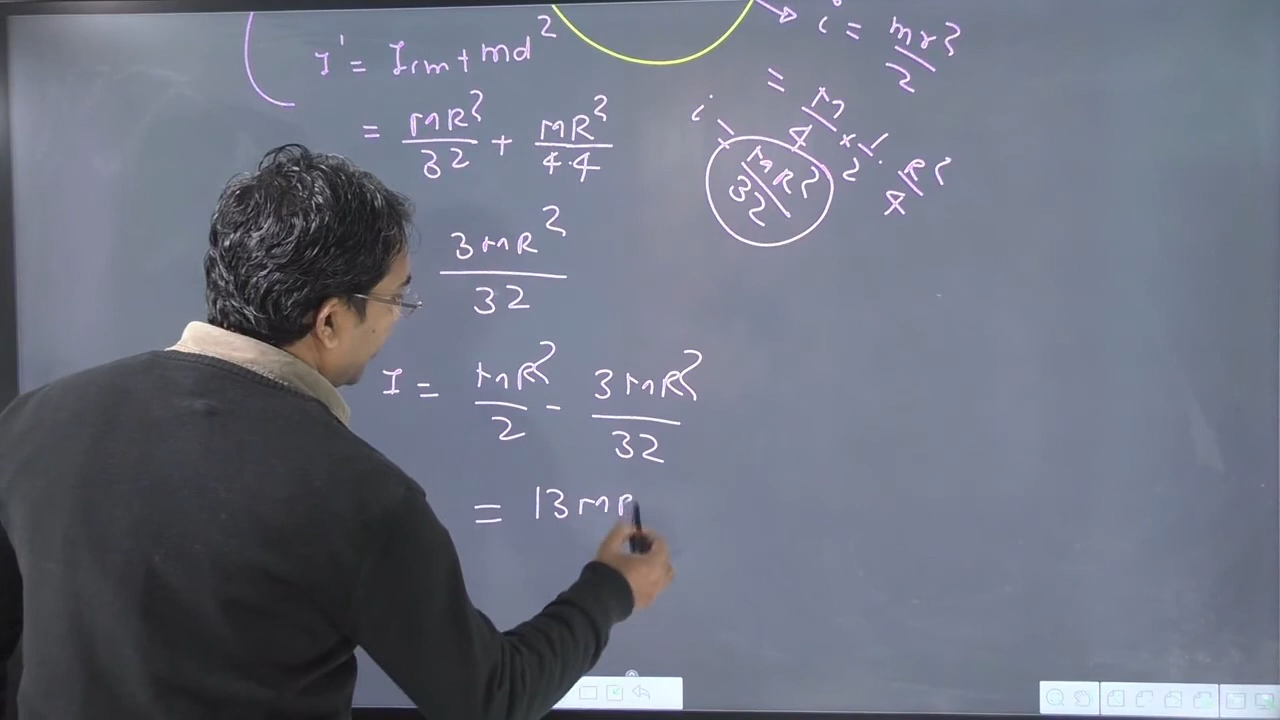 I' = Icm + md²
= MR²/32 + MR²/4·4
3MR²/32
I = MR²/2 - 3MR²/32
= 13MR
i = mr²/2
= M/4 × 1/2 · R²/4
i
MR²/32